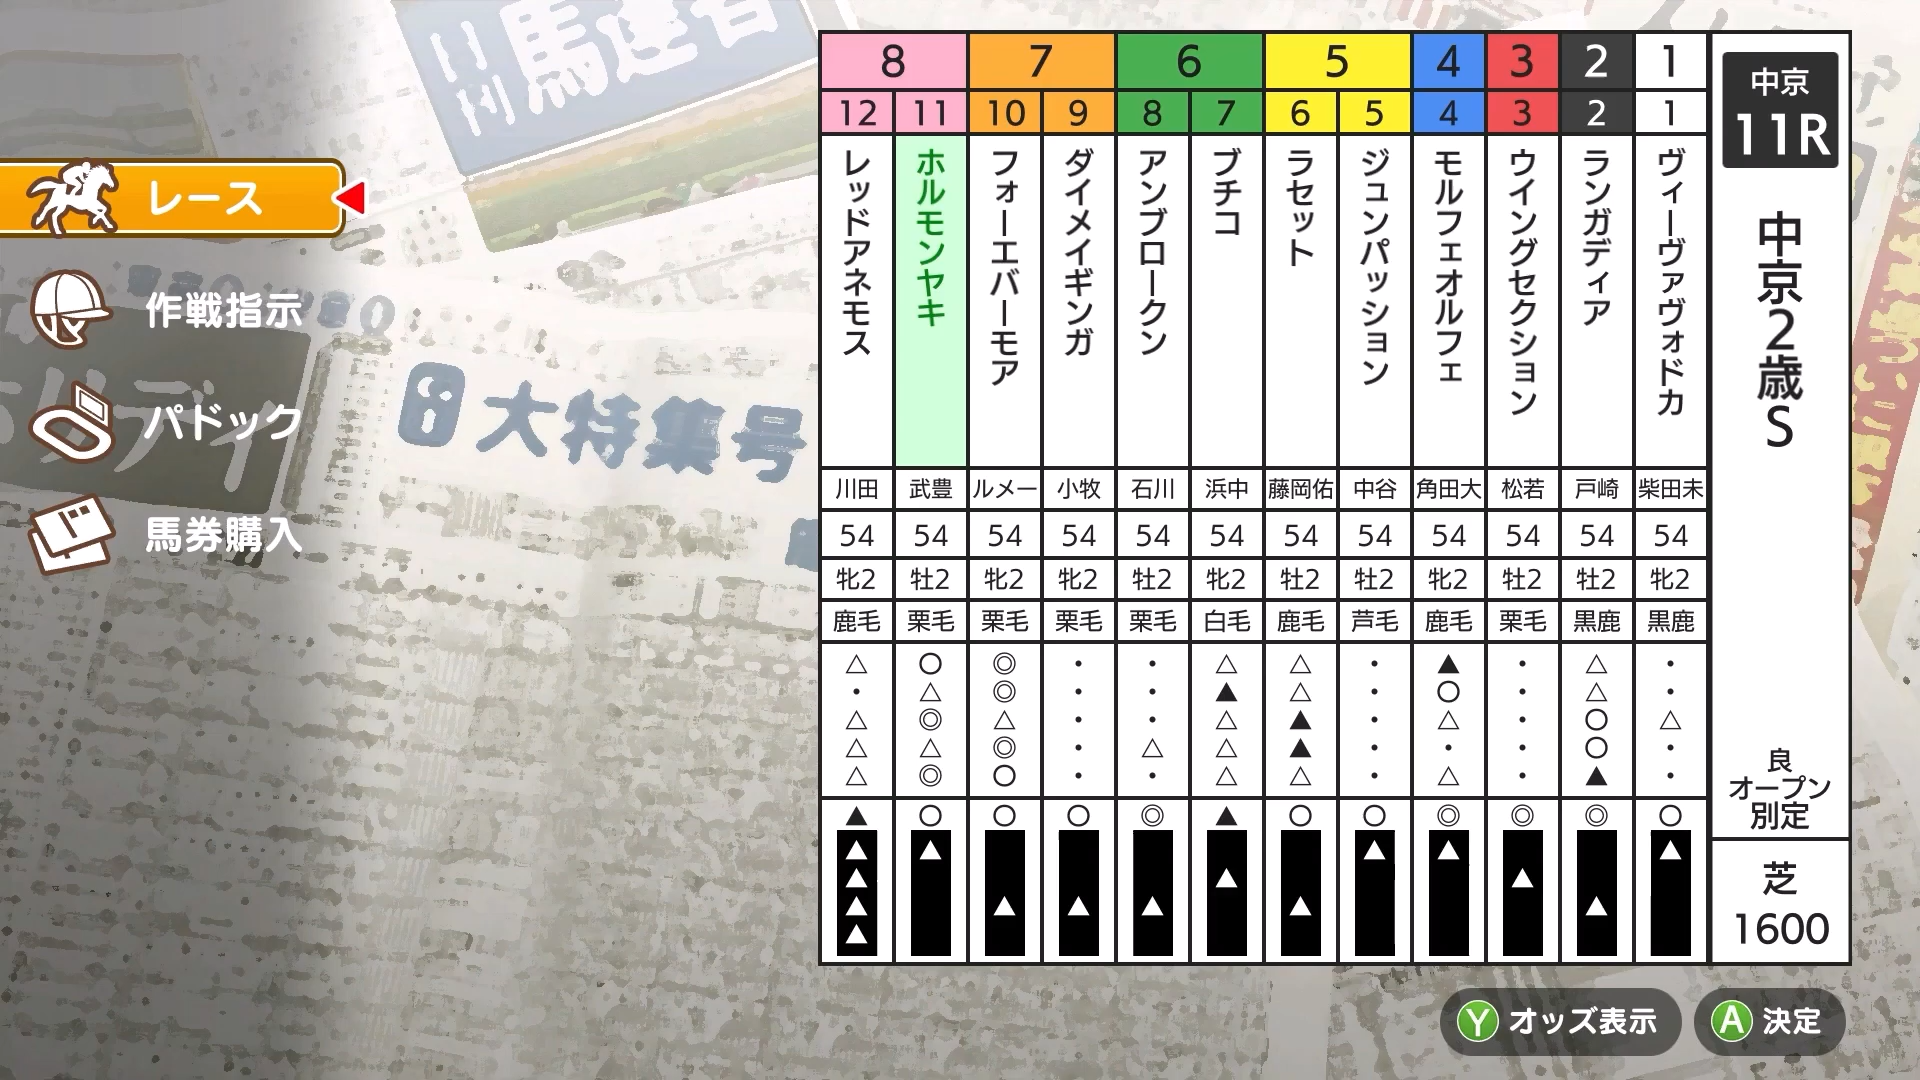 レース
作戦指示
パドック
馬券購入
大特集号
8 7 6 5 4 3 2 1
12 11 10 9 8 7 6 5 4 3 2 1
レッドアネモス
ホルモンヤキ
フォーエバーモア
ダイメイギンガ
アンブロークン
ブチコ
ラセット
ジュンパッション
モルフェオルフェ
ウイングセクション
ランガディア
ヴィーヴァヴォドカ
川田 武豊 ルメー 小牧 石川 浜中 藤岡佑 中谷 角田大 松若 戸崎 柴田未
54 54 54 54 54 54 54 54 54 54 54 54
牝2 牡2 牝2 牝2 牡2 牝2 牡2 牡2 牝2 牡2 牡2 牝2
鹿毛 栗毛 栗毛 栗毛 栗毛 白毛 鹿毛 芦毛 鹿毛 栗毛 黒鹿 黒鹿
△ ○ ◎ ・ ・ △ △ ・ ▲ ・ △ ・
・ △ ◎ ・ ・ ▲ △ ・ ○ ・ △ ・
△ ◎ △ ・ ・ △ ▲ ・ △ ・ ○ △
△ △ ◎ ・ △ △ ▲ ・ ・ ・ ○ ・
△ ◎ ○ ・ ・ △ △ ・ △ ・ ▲ ・
▲ ○ ○ ○ ◎ ▲ ○ ○ ◎ ◎ ◎ ○
中京
11R
中京2歳S
良
オープン
別定
芝
1600
Y オッズ表示
A 決定